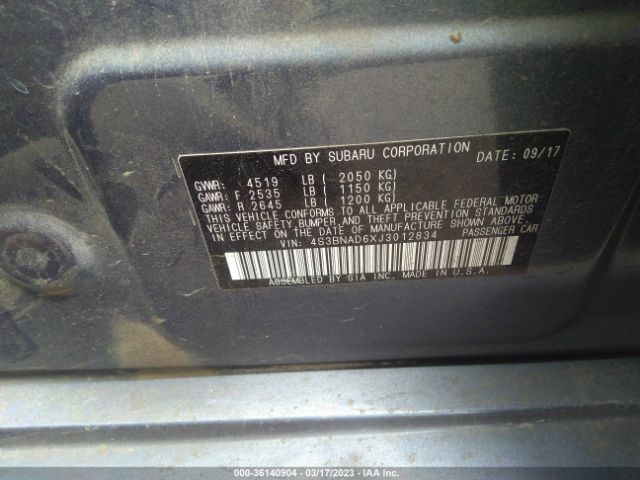 MFD BY SUBARU CORPORATION DATE: 09/17
GVWR: 4519 LB ( 2050 KG)
GAWR: F 2535 LB ( 1150 KG)
GAWR: R 2645 LB ( 1200 KG)
THIS VEHICLE CONFORMS TO ALL APPLICABLE FEDERAL MOTOR
VEHICLE SAFETY, BUMPER, AND THEFT PREVENTION STANDARDS
IN EFFECT ON THE DATE OF MANUFACTURE SHOWN ABOVE.
VIN: 4S3BNAD6XJ3012834 PASSENGER CAR
ASSEMBLED BY SIA INC. MADE IN U.S.A.
000-36140904 - 03/17/2023 - IAA Inc.